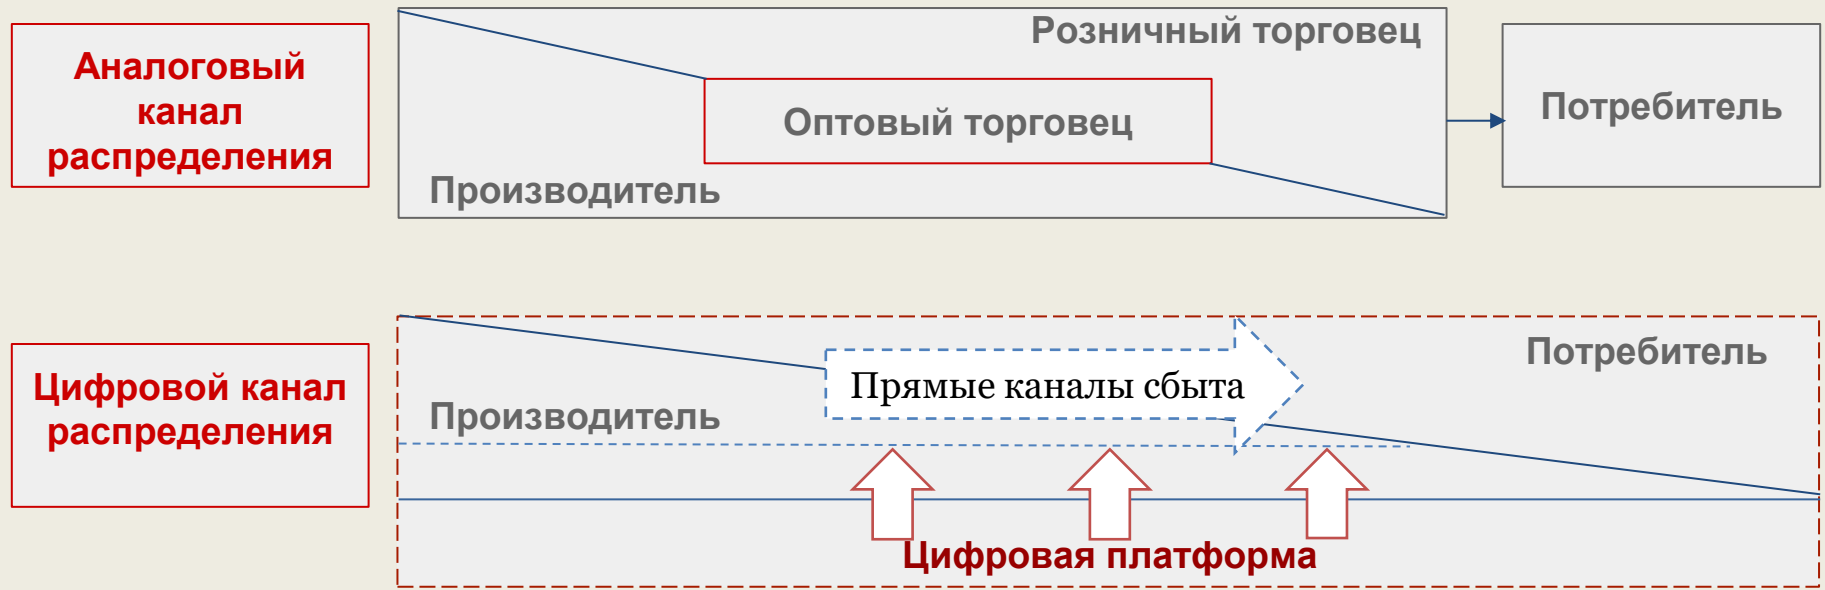 Аналоговый
канал
распределения
Розничный торговец
Оптовый торговец
Производитель
Потребитель
Цифровой канал
распределения
Потребитель
Прямые каналы сбыта
Производитель
Цифровая платформа